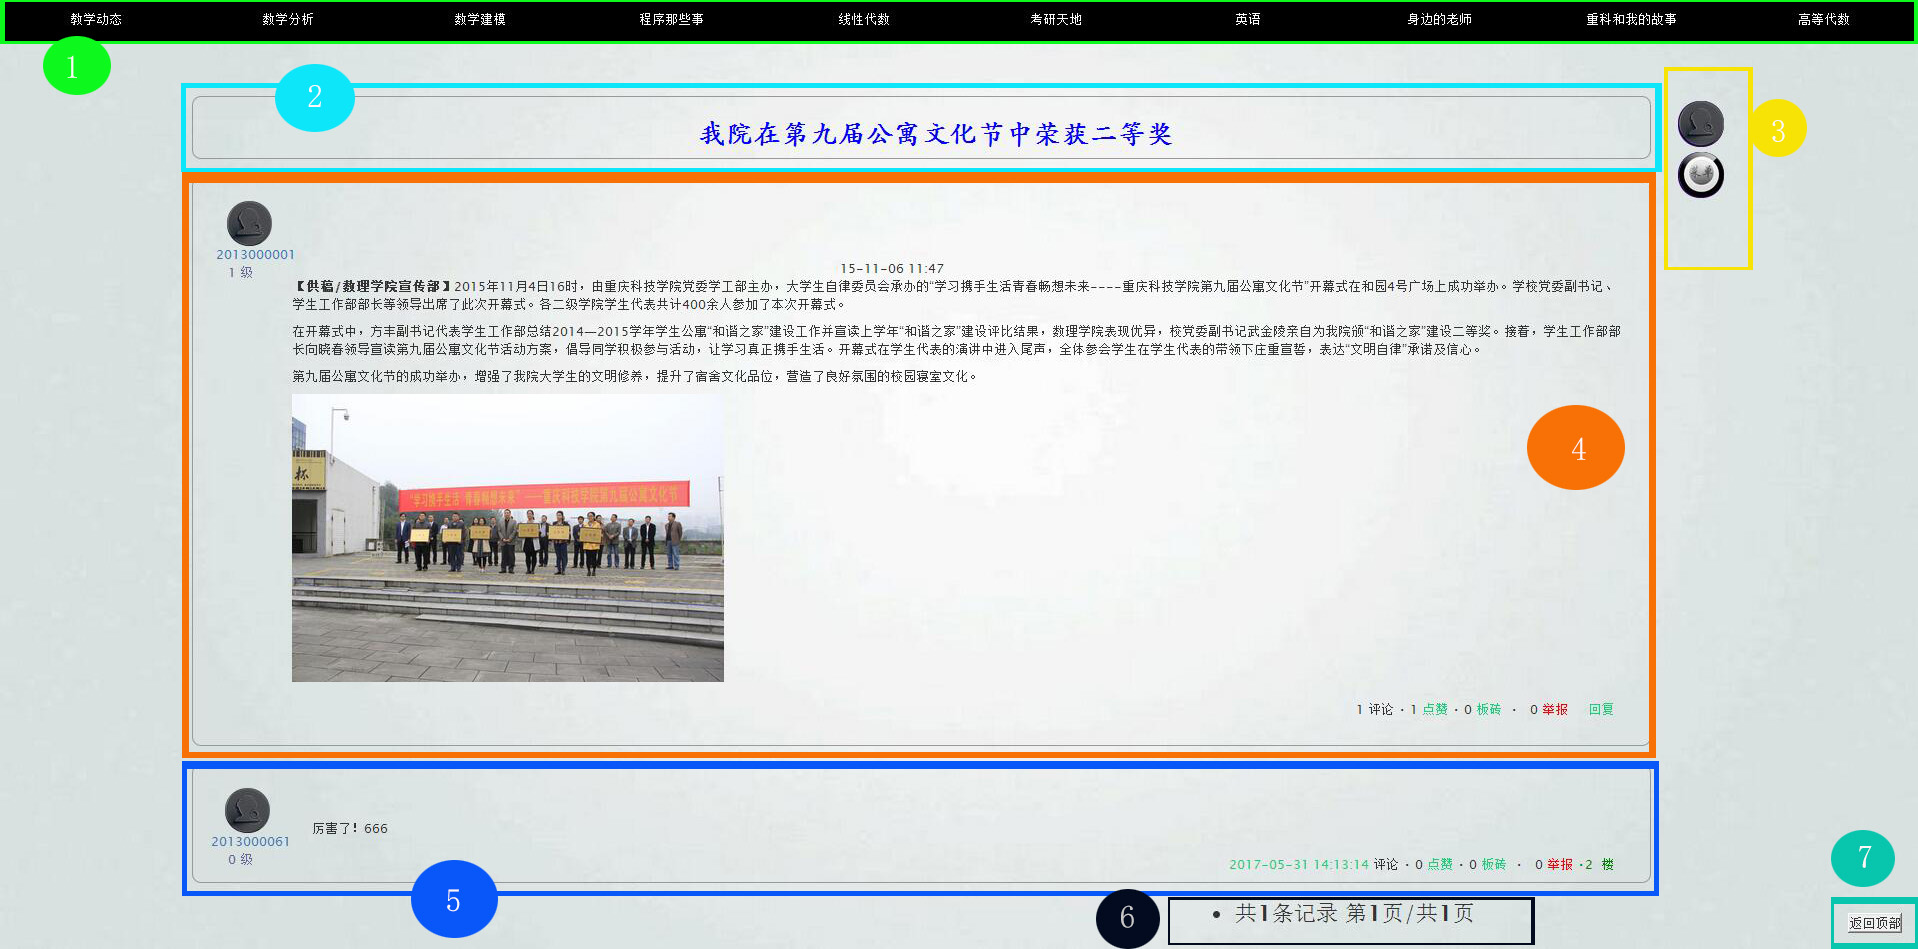 教学动态 数学分析 数学建模 程序那些事 线性代数 考研天地 英语 身边的老师 重科和我的故事 高等代数
1
2
我院在第九届公寓文化节中荣获二等奖
3
2013000001
1 级
15-11-06 11:47
【供稿/数理学院宣传部】2015年11月4日16时，由重庆科技学院党委学工部主办，大学生自律委员会承办的“学习携手生活青春畅想未来----重庆科技学院第九届公寓文化节”开幕式在和园4号广场上成功举办。学校党委副书记、
学生工作部部长等领导出席了此次开幕式。各二级学院学生代表共计400余人参加了本次开幕式。
在开幕式中，方丰副书记代表学生工作部总结2014—2015学年学生公寓“和谐之家”建设工作并宣读上学年“和谐之家”建设评比结果，数理学院表现优异，校党委副书记武金陵亲自为我院颁“和谐之家”建设二等奖。接着，学生工作部部
长向晓春领导宣读第九届公寓文化节活动方案，倡导同学积极参与活动，让学习真正携手生活。开幕式在学生代表的演讲中进入尾声，全体参会学生在学生代表的带领下庄重宣誓，表达“文明自律”承诺及信心。
第九届公寓文化节的成功举办，增强了我院大学生的文明修养，提升了宿舍文化品位，营造了良好氛围的校园寝室文化。
4
杯
“学习携手生活 青春畅想未来”——重庆科技学院第九届公寓文化节
1 评论 · 1 点赞 · 0 板砖 · 0 举报 回复
2013000061
0 级
厉害了！666
2017-05-31 14:13:14 评论 · 0 点赞 · 0 板砖 · 0 举报 ·2 楼
5
6
• 共1条记录 第1页/共1页
7
返回顶部